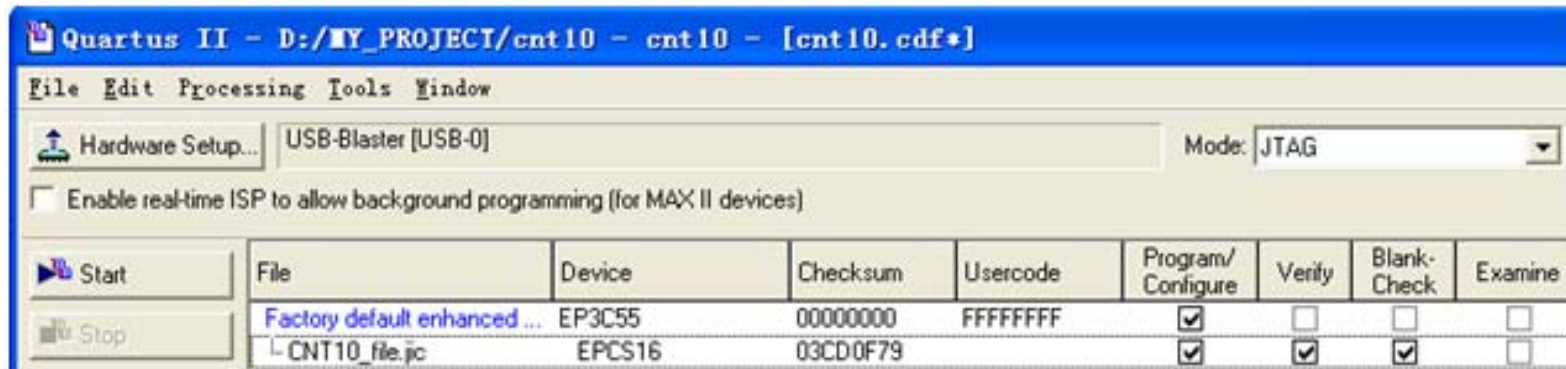 Quartus II - D:/MY_PROJECT/cnt10 - cnt10 - [cnt10.cdf*]
File Edit Processing Tools Window
Hardware Setup... USB-Blaster [USB-0] Mode: JTAG
Enable real-time ISP to allow background programming (for MAX II devices)
Start File Device Checksum Usercode Program/ Configure Verify Blank- Check Examine
Factory default enhanced ... EP3C55 00000000 FFFFFFFF
Stop CNT10_file.jic EPCS16 03CD0F79